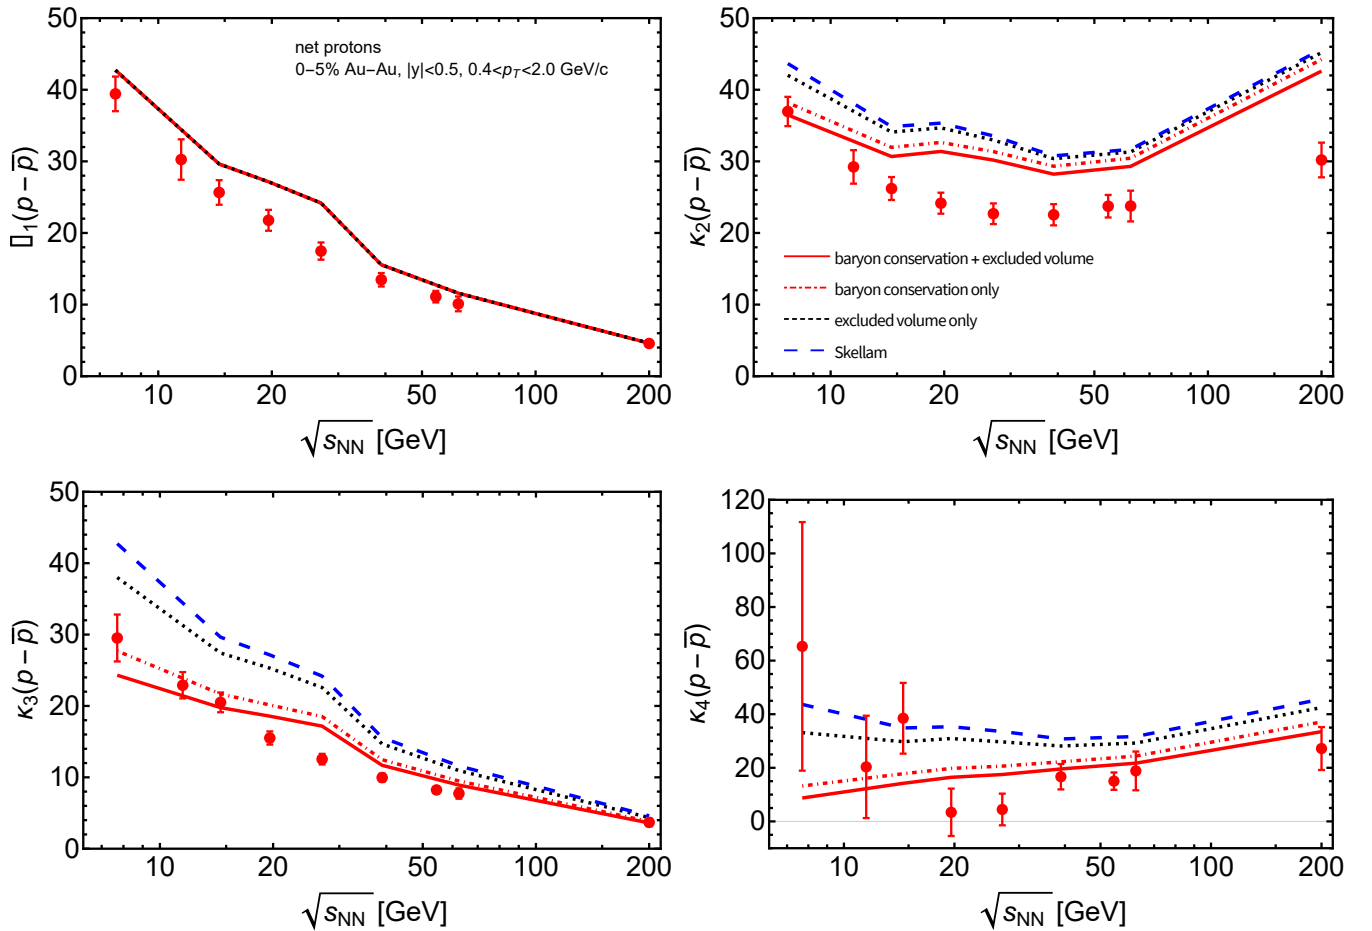 50
40
30
20
10
0
net protons
0–5% Au–Au, |y|<0.5, 0.4<p_T<2.0 GeV/c
▯₁(p − p̅)
10 20 50 100 200
√s_NN [GeV]
50
40
30
20
10
0
κ₂(p − p̅)
baryon conservation + excluded volume
baryon conservation only
excluded volume only
Skellam
10 20 50 100 200
√s_NN [GeV]
50
40
30
20
10
0
κ₃(p − p̅)
10 20 50 100 200
√s_NN [GeV]
120
100
80
60
40
20
0
κ₄(p − p̅)
10 20 50 100 200
√s_NN [GeV]